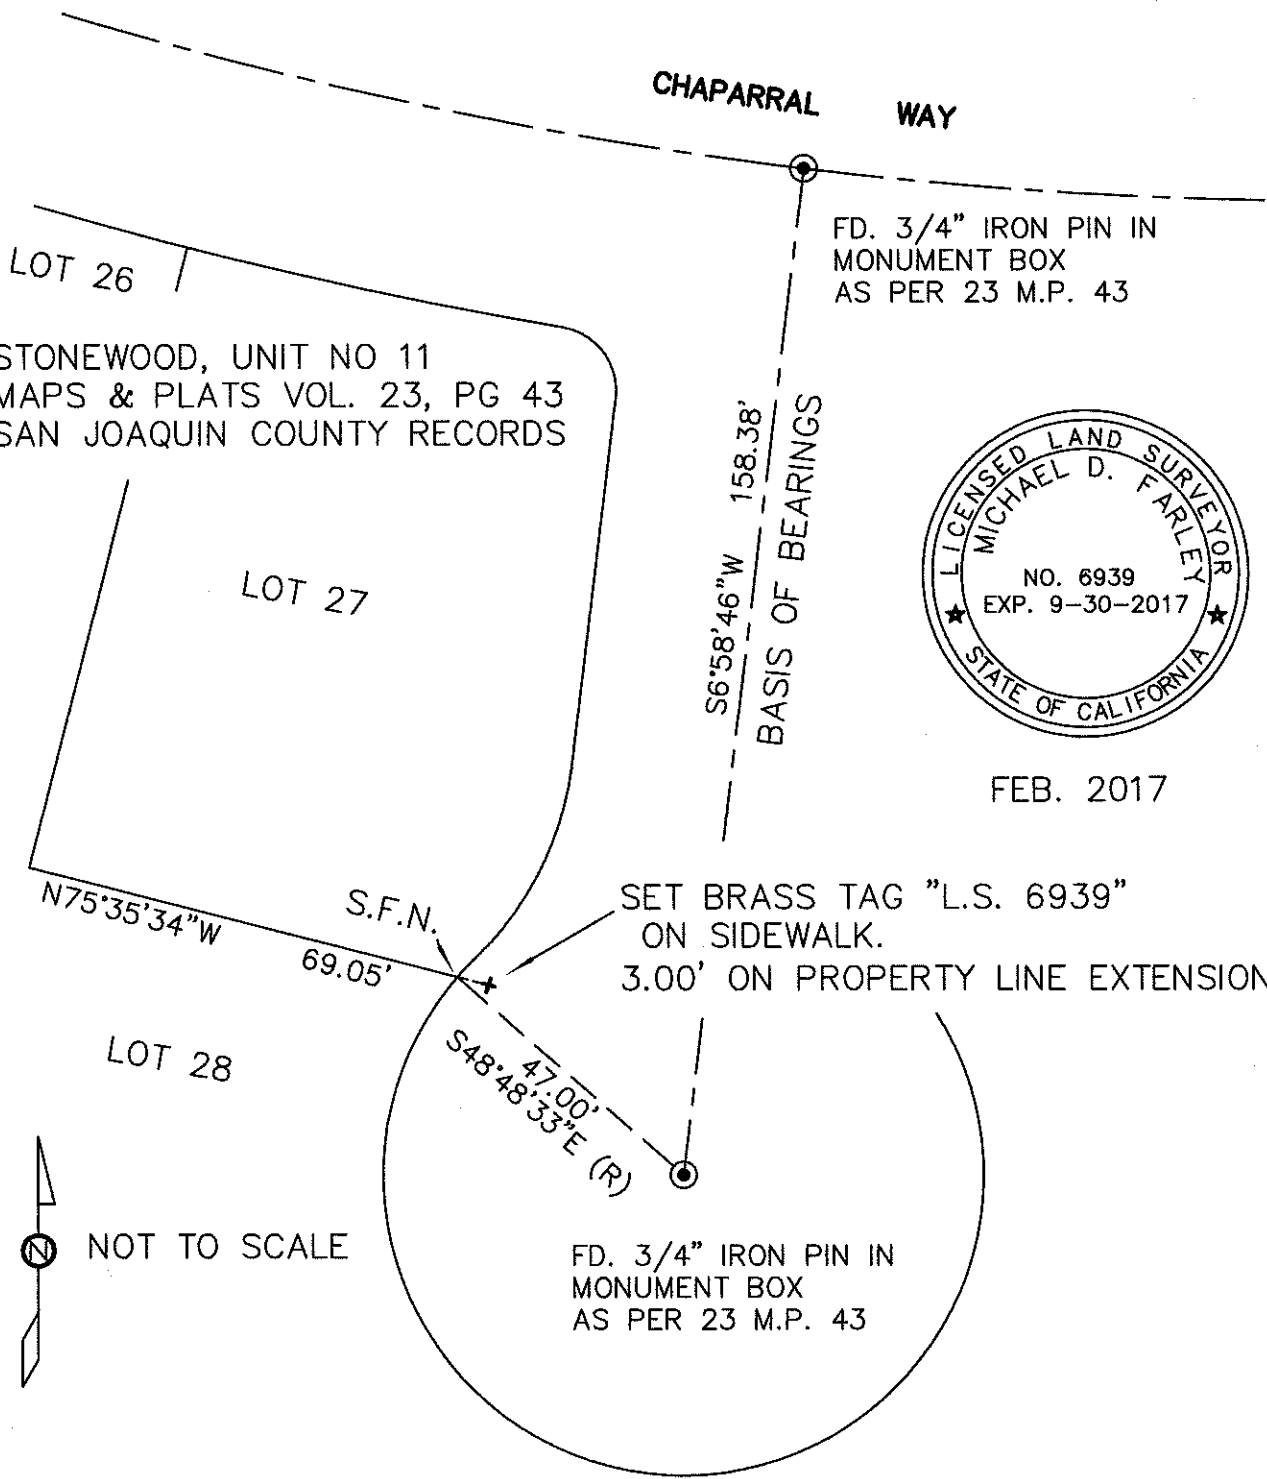 CHAPARRAL WAY
FD. 3/4" IRON PIN IN
MONUMENT BOX
AS PER 23 M.P. 43
LOT 26
STONEWOOD, UNIT NO 11
MAPS & PLATS VOL. 23, PG 43
SAN JOAQUIN COUNTY RECORDS
LOT 27
S6°58'46"W 158.38'
BASIS OF BEARINGS
LICENSED LAND SURVEYOR
MICHAEL D. FARLEY
NO. 6939
EXP. 9-30-2017
★ STATE OF CALIFORNIA ★
FEB. 2017
N75°35'34"W 69.05'
S.F.N.
SET BRASS TAG "L.S. 6939"
ON SIDEWALK.
3.00' ON PROPERTY LINE EXTENSION
LOT 28
47.00'
S48°48'33"E (R)
N
NOT TO SCALE
FD. 3/4" IRON PIN IN
MONUMENT BOX
AS PER 23 M.P. 43